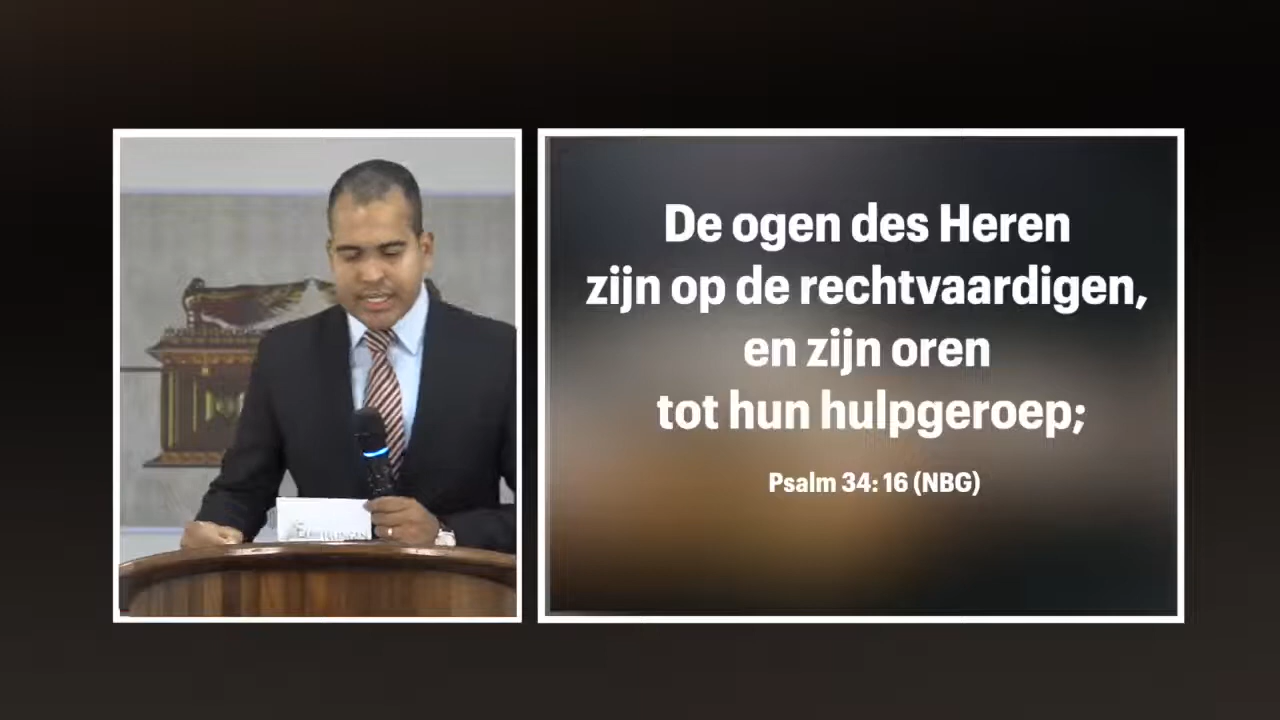 De ogen des Heren
zijn op de rechtvaardigen,
en zijn oren
tot hun hulpgeroep;
Psalm 34: 16 (NBG)